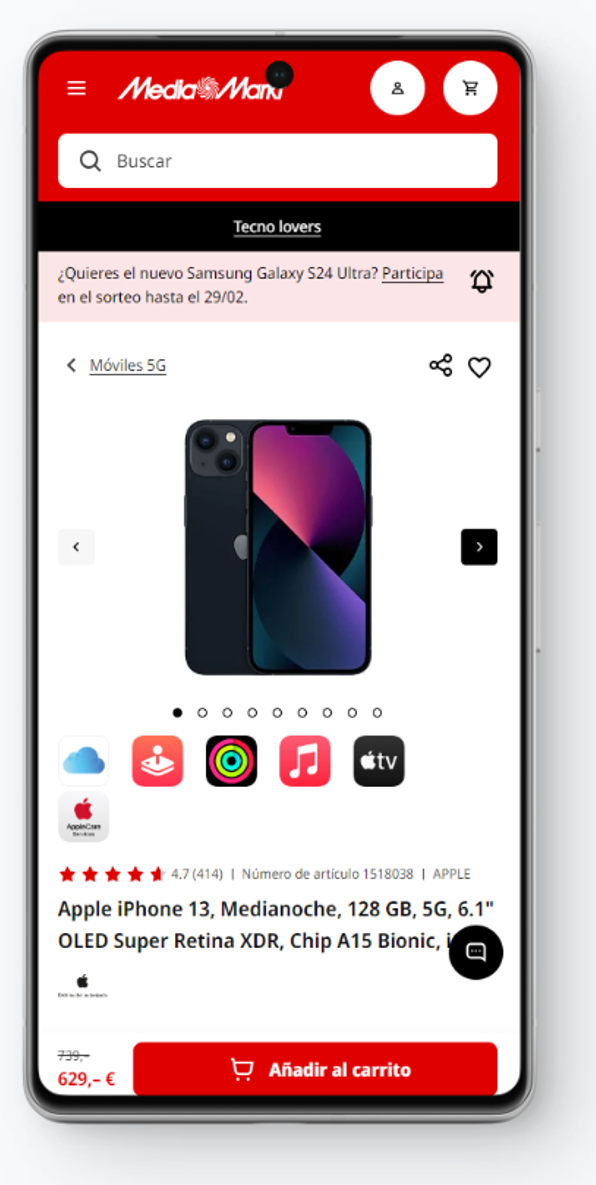 MediaMarkt
Buscar
Tecno lovers
¿Quieres el nuevo Samsung Galaxy S24 Ultra? Participa
en el sorteo hasta el 29/02.
Móviles 5G
tv
AppleCare
Services
4.7 (414) | Número de artículo 1518038 | APPLE
Apple iPhone 13, Medianoche, 128 GB, 5G, 6.1"
OLED Super Retina XDR, Chip A15 Bionic,
739,–
629,– €
Añadir al carrito